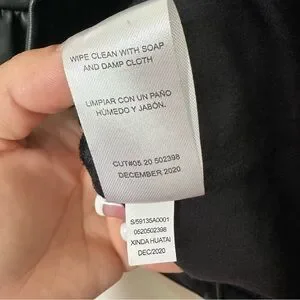 WIPE CLEAN WITH SOAP
AND DAMP CLOTH
LIMPIAR CON UN PAÑO
HÚMEDO Y JABÓN.
CUT#05.20 502398
DECEMBER 2020
S/59135A0001
0520502398
XINDA HUATAI
DEC/2020